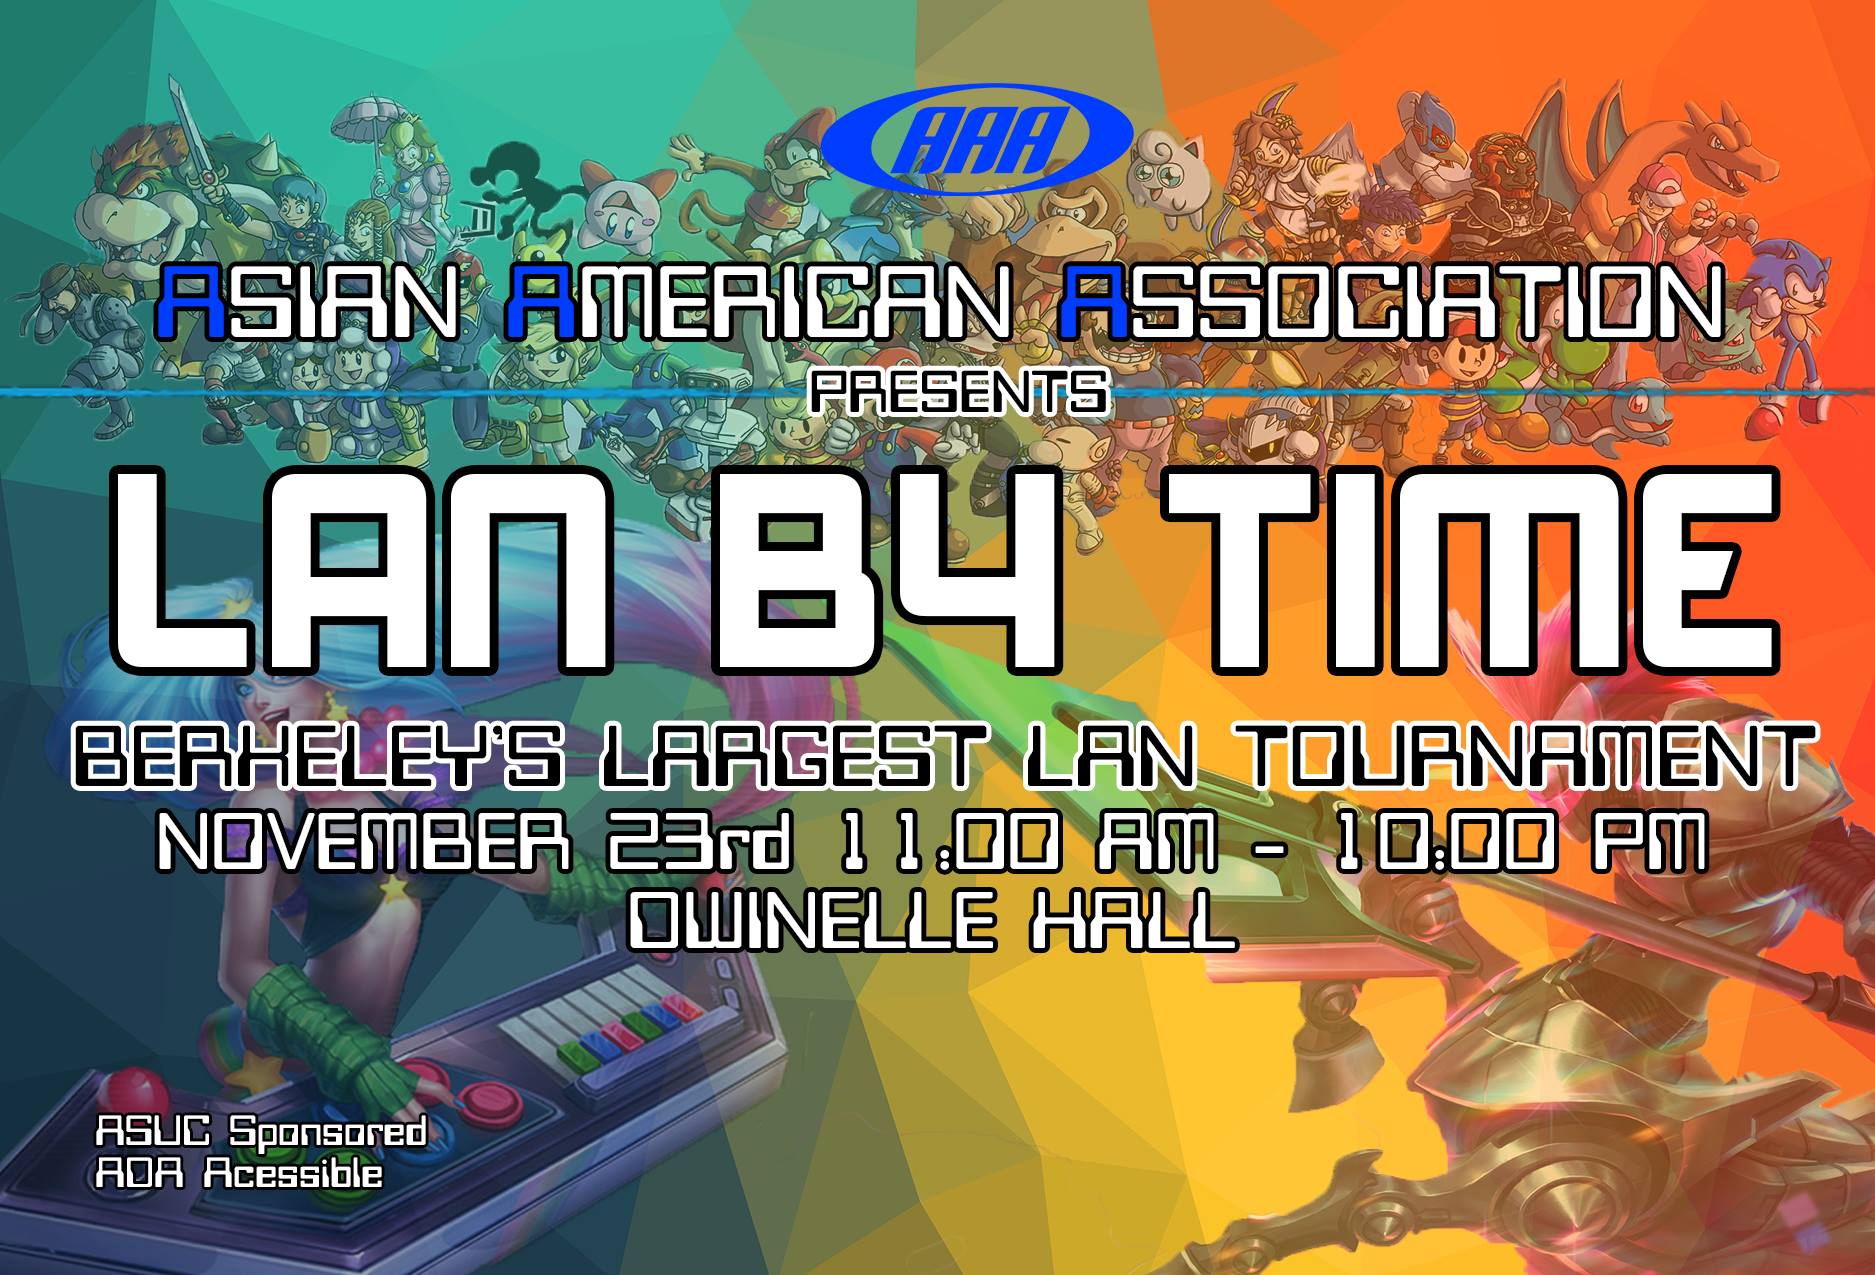 AAA
ASIAN AMERICAN ASSOCIATION
PRESENTS
LAN BY TIME
BERKELEY'S LARGEST LAN TOURNAMENT
NOVEMBER 23rd 11:00 AM - 10:00 PM
DWINELLE HALL
ASUC Sponsored
ADA Acessible